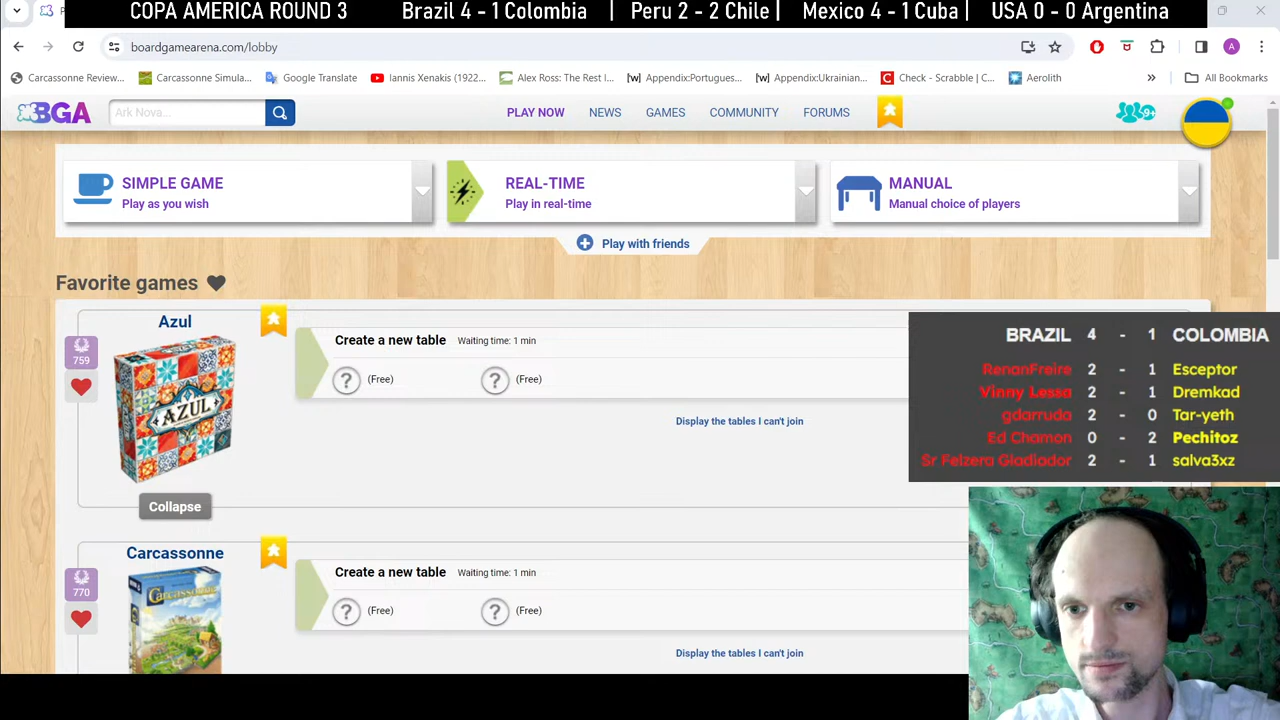 COPA AMERICA ROUND 3 Brazil 4 - 1 Colombia | Peru 2 - 2 Chile | Mexico 4 - 1 Cuba | USA 0 - 0 Argentina
boardgamearena.com/lobby
A
Carcassonne Review...
Carcassonne Simula...
Google Translate
Iannis Xenakis (1922...
Alex Ross: The Rest I...
[w] Appendix:Portugues...
[w] Appendix:Ukrainian...
Check - Scrabble | C...
Aerolith
»
All Bookmarks
BGA
Ark Nova...
PLAY NOW
NEWS
GAMES
COMMUNITY
FORUMS
9+
SIMPLE GAME
Play as you wish
REAL-TIME
Play in real-time
MANUAL
Manual choice of players
Play with friends
Favorite games
Azul
759
AZUL
Collapse
Create a new table Waiting time: 1 min
? (Free) ? (Free)
Display the tables I can't join
BRAZIL 4 - 1 COLOMBIA
RenanFreire 2 - 1 Esceptor
Vinny Lessa 2 - 1 Dremkad
gdarruda 2 - 0 Tar-yeth
Ed Chamon 0 - 2 Pechitoz
Sr Felzera Gladiador 2 - 1 salva3xz
Carcassonne
770
Carcassonne
Create a new table Waiting time: 1 min
? (Free) ? (Free)
Display the tables I can't join